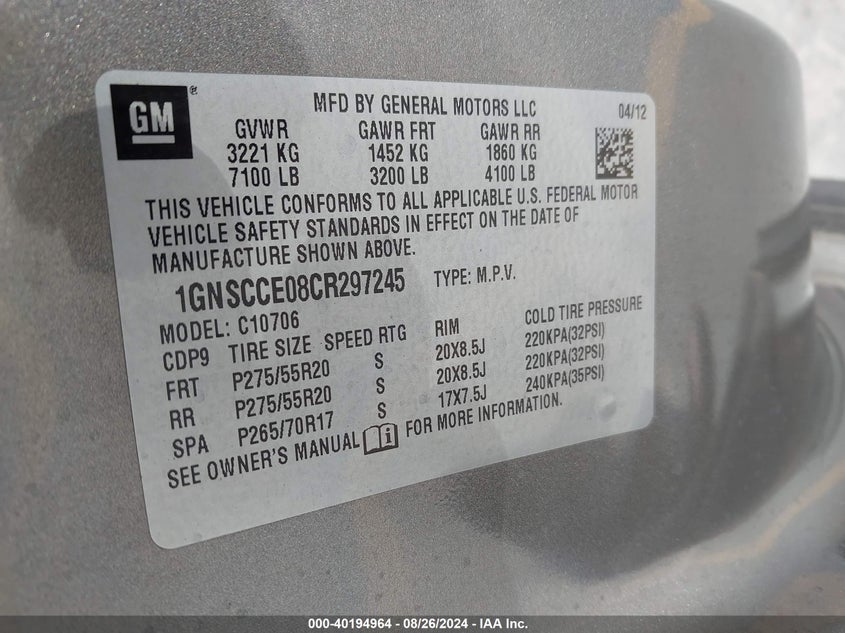 GM ®
MFD BY GENERAL MOTORS LLC 04/12
GVWR GAWR FRT GAWR RR
3221 KG 1452 KG 1860 KG
7100 LB 3200 LB 4100 LB
THIS VEHICLE CONFORMS TO ALL APPLICABLE U.S. FEDERAL MOTOR
VEHICLE SAFETY STANDARDS IN EFFECT ON THE DATE OF
MANUFACTURE SHOWN ABOVE.
1GNSCCE08CR297245 TYPE: M.P.V.
MODEL: C10706
CDP9 TIRE SIZE SPEED RTG RIM COLD TIRE PRESSURE
FRT P275/55R20 S 20X8.5J 220KPA(32PSI)
RR P275/55R20 S 20X8.5J 220KPA(32PSI)
SPA P265/70R17 S 17X7.5J 240KPA(35PSI)
SEE OWNER'S MANUAL FOR MORE INFORMATION.
000-40194964 - 08/26/2024 - IAA Inc.